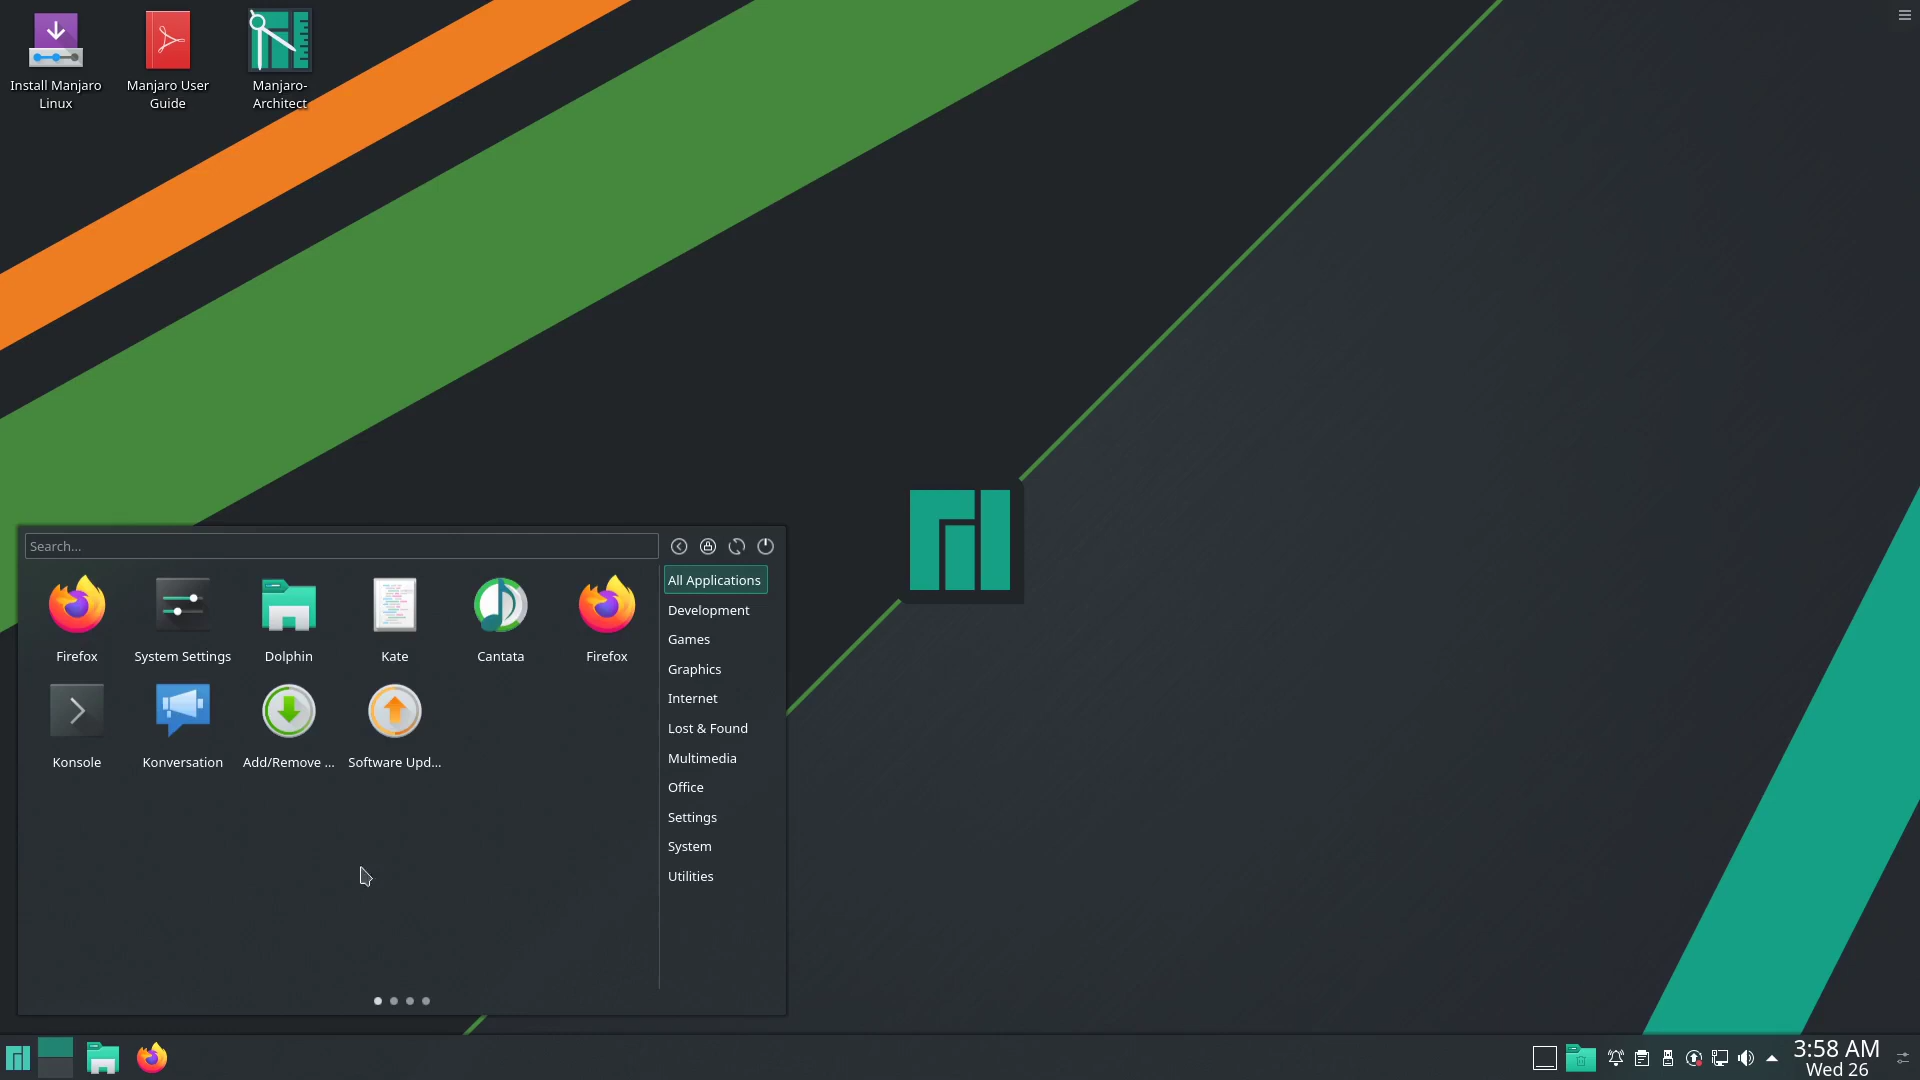 Install Manjaro
Linux
Manjaro User
Guide
Manjaro-
Architect
Search...
All Applications
Development
Games
Graphics
Internet
Lost & Found
Multimedia
Office
Settings
System
Utilities
Firefox
System Settings
Dolphin
Kate
Cantata
Firefox
Konsole
Konversation
Add/Remove ...
Software Upd...
3:58 AM
Wed 26